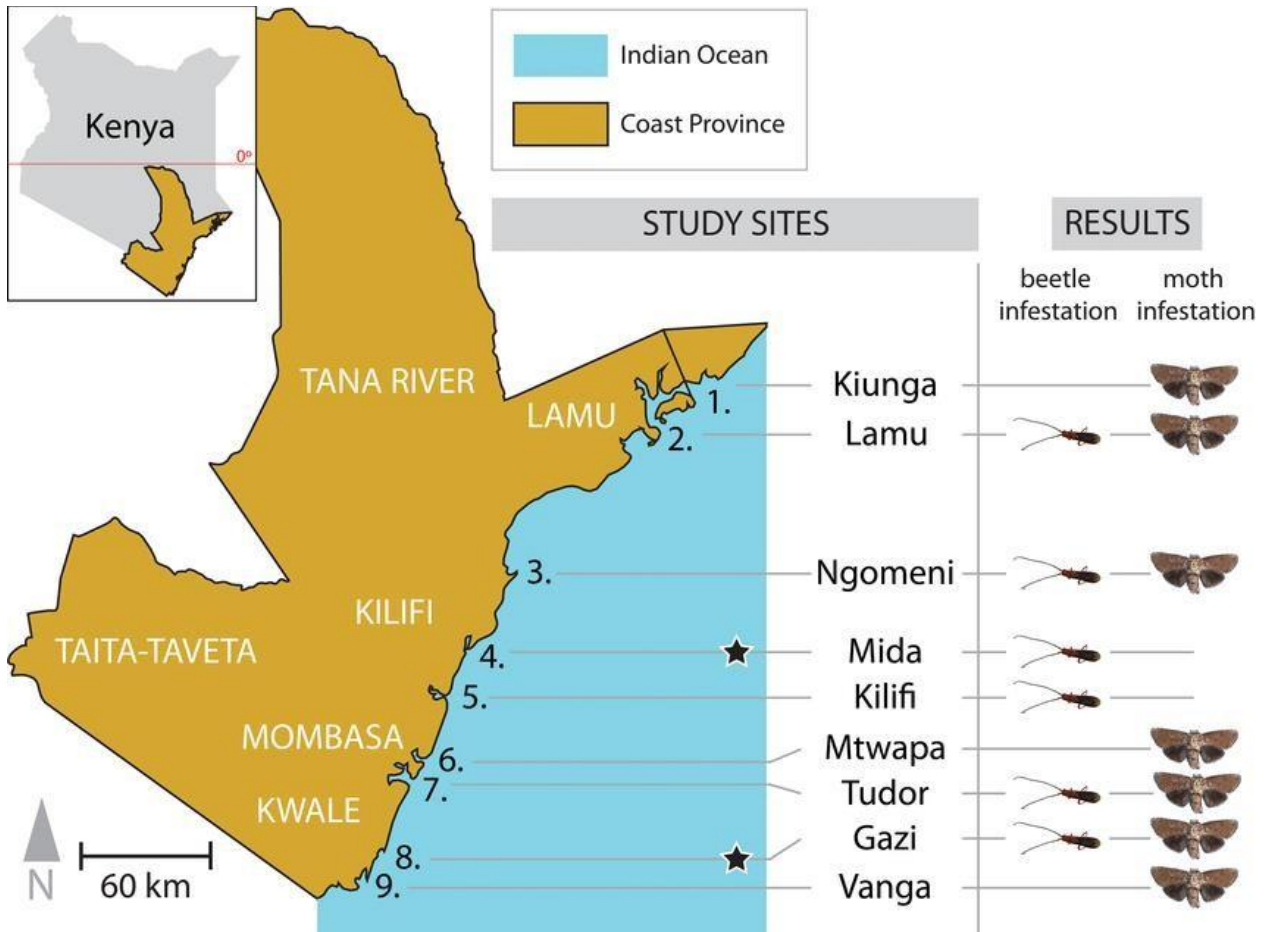 Kenya
0º
Indian Ocean
Coast Province
STUDY SITES
RESULTS
beetle
infestation
moth
infestation
TANA RIVER
LAMU
KILIFI
TAITA-TAVETA
MOMBASA
KWALE
1.
Kiunga
2.
Lamu
3.
Ngomeni
4.
Mida
5.
Kilifi
6.
Mtwapa
7.
Tudor
8.
Gazi
9.
Vanga
N
60 km